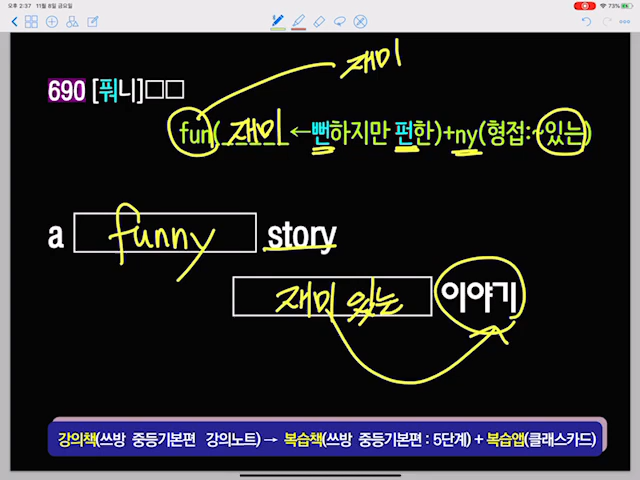 오후 2:37 11월 8일 금요일
73%
재미
690 [풔니]□□
fun(재미←뻔하지만 편한)+ny(형접:~있는)
a funny story
재미 있는 이야기
강의책(쓰방 중등기본편 강의노트) → 복습책(쓰방 중등기본편 : 5단계) + 복습앱(클래스카드)